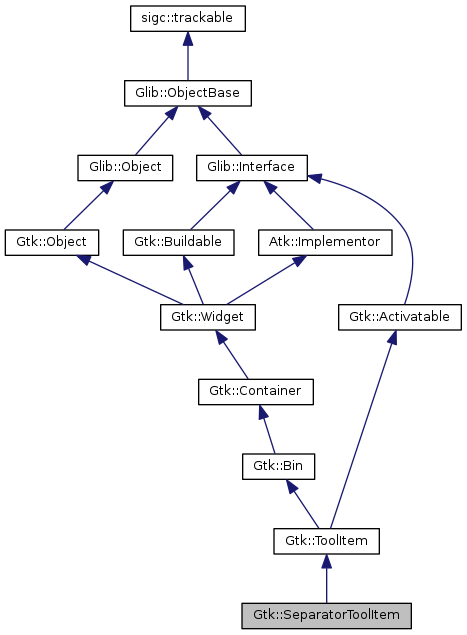 sigc::trackable
Glib::ObjectBase
Glib::Object
Glib::Interface
Gtk::Object
Gtk::Buildable
Atk::Implementor
Gtk::Widget
Gtk::Activatable
Gtk::Container
Gtk::Bin
Gtk::ToolItem
Gtk::SeparatorToolItem